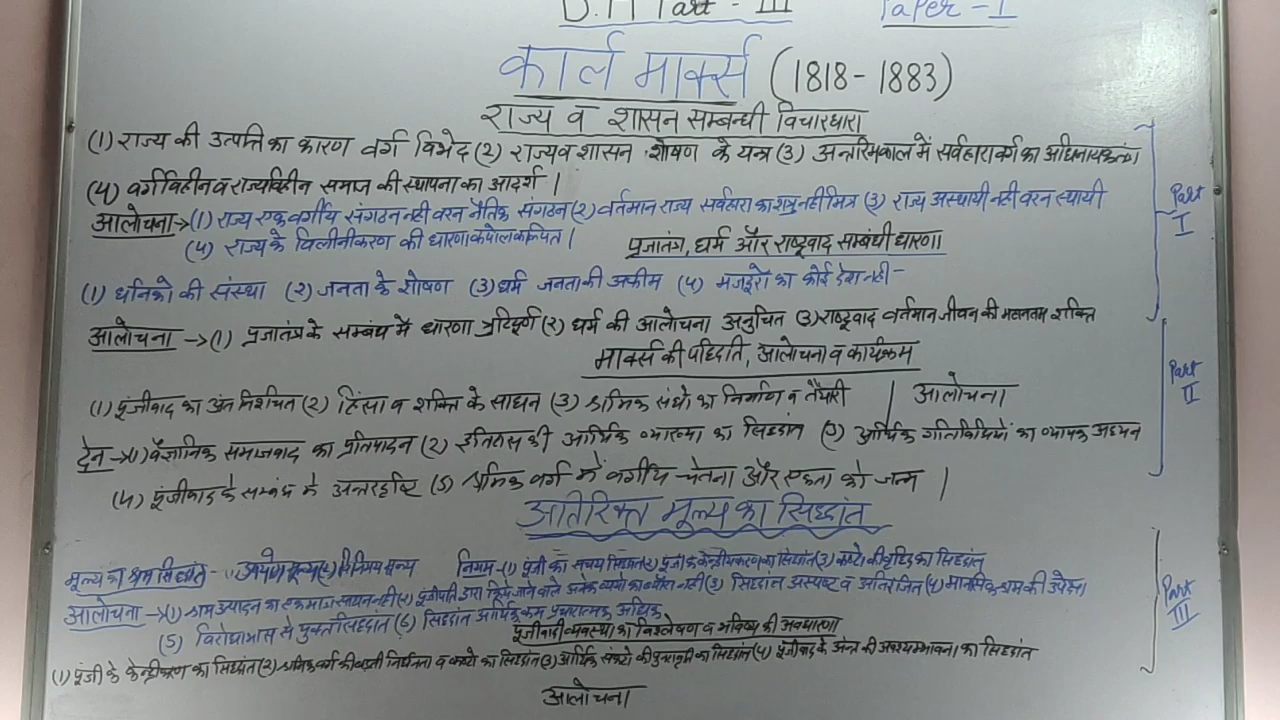 Part - III Paper - I
कार्ल मार्क्स (1818-1883)
राज्य व शासन सम्बन्धी विचारधारा
(1) राज्य की उत्पत्ति का कारण वर्ग विभेद (2) राज्य व शासन शोषण के यन्त्र (3) अन्तरिमकाल में सर्वहारा वर्ग का अधिनायकतंत्र
(4) वर्गविहीन व राज्यविहीन समाज की स्थापना का आदर्श |
आलोचना → (1) राज्य एक वर्गीय संगठन नहीं वरन नैतिक संगठन (2) वर्तमान राज्य सर्वहारा का शत्रु नहीं मित्र (3) राज्य अस्थायी नहीं वरन स्थायी
(4) राज्य के विलीनीकरण की धारणा कपोलकल्पित |
प्रजातंत्र, धर्म और राष्ट्रवाद सम्बंधी धारणा
(1) धनिकों की संस्था (2) जनता के शोषण (3) धर्म जनता की अफीम (4) मजदूरों का कोई देश नहीं -
आलोचना → (1) प्रजातंत्र के सम्बंध में धारणा त्रुटिपूर्ण (2) धर्म की आलोचना अनुचित (3) राष्ट्रवाद वर्तमान जीवन की महानतम शक्ति
Part I
मार्क्स की पद्धिति, आलोचना व कार्यक्रम
(1) पूंजीवाद का अंत निश्चित (2) हिंसा व शक्ति के साधन (3) श्रमिक संघो का निर्माण व तैयारी | आलोचना
देन → (1) वैज्ञानिक समाजवाद का प्रतिपादन (2) इतिहास की आर्थिक व्याख्या का सिद्धांत (3) आर्थिक गतिविधियों का व्यापक अध्ययन
(4) पूंजीवाद के सम्बंध में अन्तरदृष्टि (5) श्रमिक वर्ग में वर्गीय चेतना और एकता को जन्म |
Part II
अतिरिक्त मूल्य का सिद्धांत
मूल्य का श्रम सिद्धांत - (1) उपयोग मूल्य (2) विनिमय मूल्य नियम - (1) पूंजी का संचय सिद्धांत (2) पूंजी के केन्द्रीयकरण का सिद्धांत (3) कष्टो की वृद्धि का सिद्धांत
आलोचना → (1) श्रम उत्पादन का एकमात्र साधन नहीं (2) पूंजीपति द्वारा किये जाने वाले अनेक व्ययों का नहीं (3) सिद्धांत अस्पष्ट व अतिरंजित (4) मानसिक श्रम की उपेक्षा
(5) विरोधाभास से युक्त सिद्धांत (6) सिद्धांत आर्थिक कम प्रचारात्मक अधिक
पूंजीवादी व्यवस्था का विश्लेषण व भविष्य की अवधारणा
(1) पूंजी के केन्द्रीकरण का सिद्धांत (2) श्रमिक वर्ग की बढ़ती निर्धनता व कष्टो का सिद्धांत (3) आर्थिक संकटो की पुनरावृत्ति का सिद्धांत (4) पूंजीवाद के अन्त की अवश्यम्भावना का सिद्धांत
आलोचना
Part III